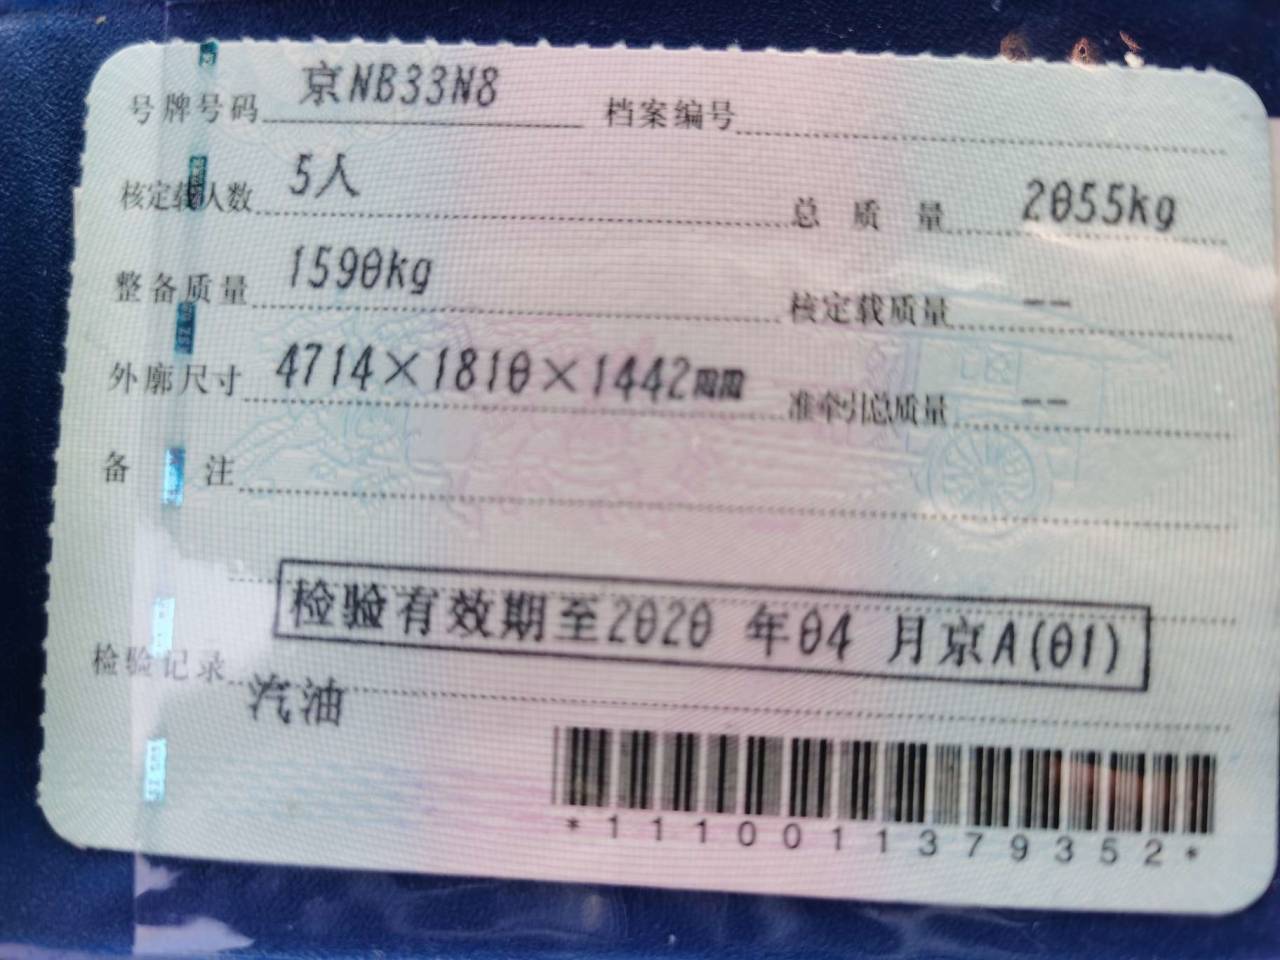 号牌号码 京NB33N8 档案编号
核定载人数 5人 总质量 2055kg
整备质量 1590kg 核定载质量 --
外廓尺寸 4714×1810×1442mm 准牵引总质量 --
备注
检验有效期至2020 年04 月京A(01)
检验记录
汽油
*1110011379352*